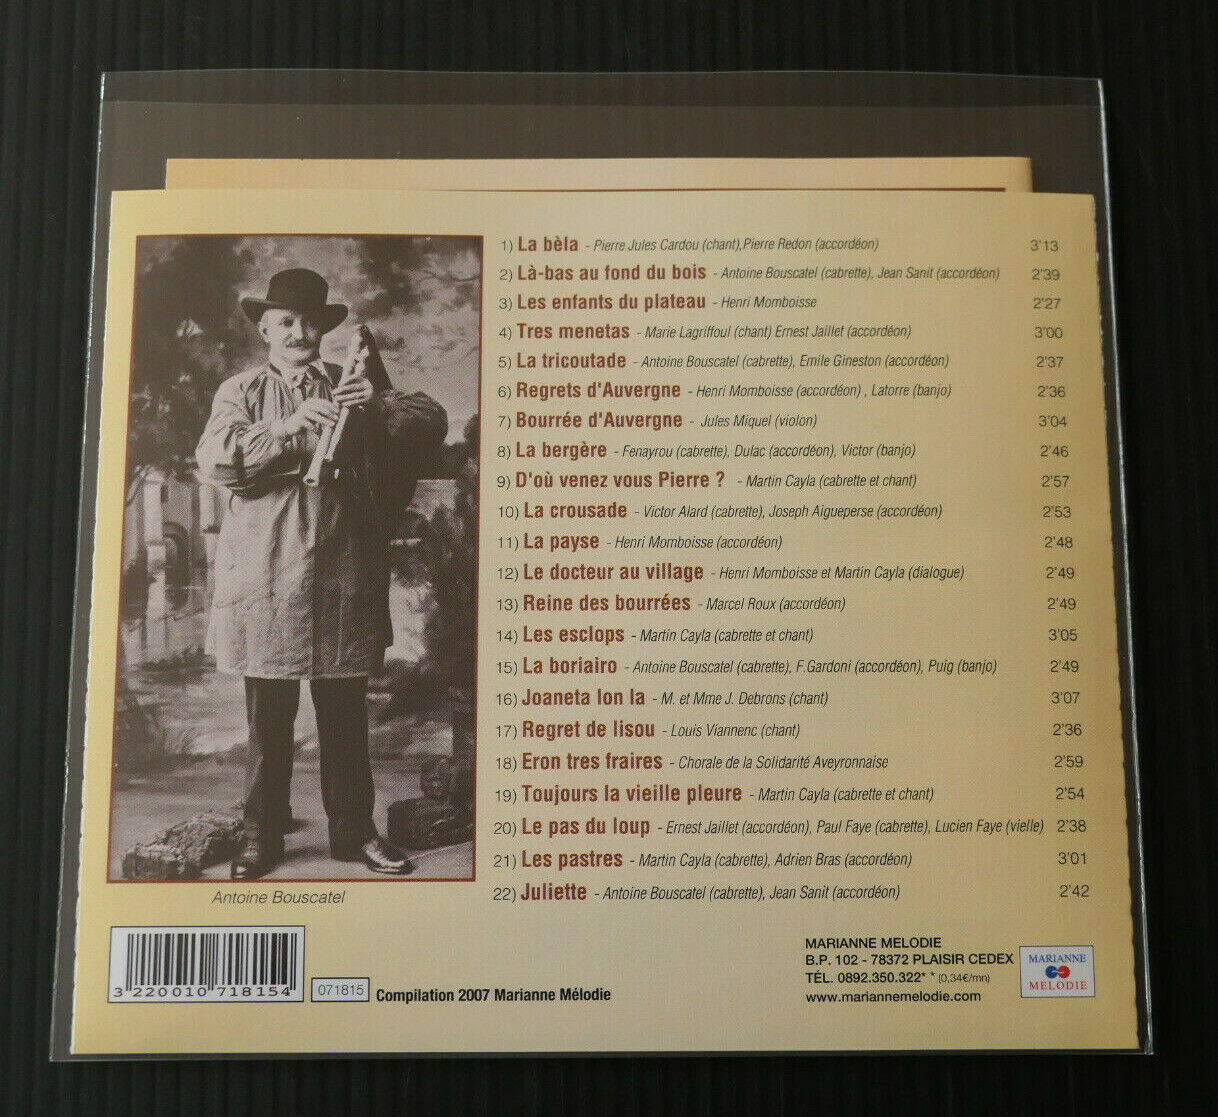 1) La bèla - Pierre Jules Cardou (chant),Pierre Redon (accordéon) 3'13
2) Là-bas au fond du bois - Antoine Bouscatel (cabrette), Jean Sanit (accordéon) 2'39
3) Les enfants du plateau - Henri Momboisse 2'27
4) Tres menetas - Marie Lagriffoul (chant) Ernest Jaillet (accordéon) 3'00
5) La tricoutade - Antoine Bouscatel (cabrette), Emile Gineston (accordéon) 2'37
6) Regrets d'Auvergne - Henri Momboisse (accordéon) , Latorre (banjo) 2'36
7) Bourrée d'Auvergne - Jules Miquel (violon) 3'04
8) La bergère - Fenayrou (cabrette), Dulac (accordéon), Victor (banjo) 2'46
9) D'où venez vous Pierre ? - Martin Cayla (cabrette et chant) 2'57
10) La crousade - Victor Alard (cabrette), Joseph Aigueperse (accordéon) 2'53
11) La payse - Henri Momboisse (accordéon) 2'48
12) Le docteur au village - Henri Momboisse et Martin Cayla (dialogue) 2'49
13) Reine des bourrées - Marcel Roux (accordéon) 2'49
14) Les esclops - Martin Cayla (cabrette et chant) 3'05
15) La boriairo - Antoine Bouscatel (cabrette), F.Gardoni (accordéon), Puig (banjo) 2'49
16) Joaneta lon la - M. et Mme J. Debrons (chant) 3'07
17) Regret de lisou - Louis Viannenc (chant) 2'36
18) Eron tres fraires - Chorale de la Solidarité Aveyronnaise 2'59
19) Toujours la vieille pleure - Martin Cayla (cabrette et chant) 2'54
20) Le pas du loup - Ernest Jaillet (accordéon), Paul Faye (cabrette), Lucien Faye (vielle) 2'38
21) Les pastres - Martin Cayla (cabrette), Adrien Bras (accordéon) 3'01
22) Juliette - Antoine Bouscatel (cabrette), Jean Sanit (accordéon) 2'42
Antoine Bouscatel
3 220010 718154
071815
Compilation 2007 Marianne Mélodie
MARIANNE MELODIE
B.P. 102 - 78372 PLAISIR CEDEX
TÉL. 0892.350.322* * (0,34€/mn)
www.mariannemelodie.com
MARIANNE
MELODIE